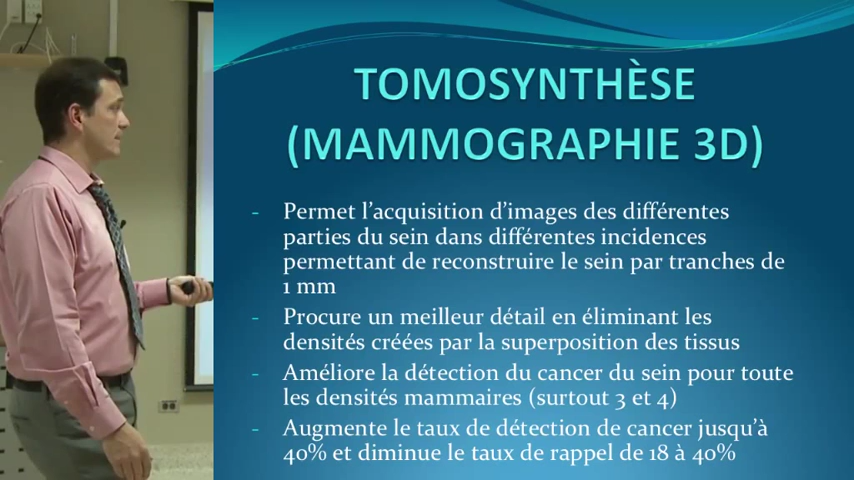 TOMOSYNTHÈSE
(MAMMOGRAPHIE 3D)
- Permet l’acquisition d’images des différentes
parties du sein dans différentes incidences
permettant de reconstruire le sein par tranches de
1 mm
- Procure un meilleur détail en éliminant les
densités créées par la superposition des tissus
- Améliore la détection du cancer du sein pour toute
les densités mammaires (surtout 3 et 4)
- Augmente le taux de détection de cancer jusqu’à
40% et diminue le taux de rappel de 18 à 40%